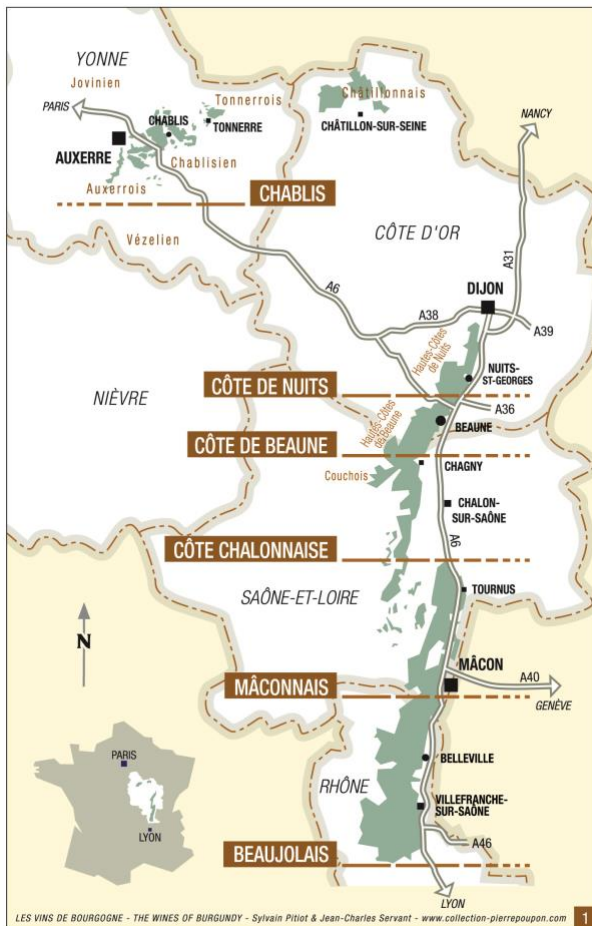 YONNE
Jovinien
PARIS
Tonnerrois
CHABLIS
TONNERRE
AUXERRE
Chablisien
Auxerrois
CHABLIS
Vézelien
Châtillonnais
CHÂTILLON-SUR-SEINE
NANCY
CÔTE D'OR
A6
A31
DIJON
A38
A39
Hautes-Côtes
de Nuits
NUITS-
ST-GEORGES
NIÈVRE
CÔTE DE NUITS
A36
BEAUNE
Hautes-Côtes
de Beaune
CÔTE DE BEAUNE
CHAGNY
Couchois
CHALON-
SUR-SAÔNE
A6
CÔTE CHALONNAISE
TOURNUS
SAÔNE-ET-LOIRE
N
MÂCON
A40
MÂCONNAIS
GENÈVE
PARIS
LYON
BELLEVILLE
RHÔNE
VILLEFRANCHE-
SUR-SAÔNE
A46
BEAUJOLAIS
LYON
LES VINS DE BOURGOGNE - THE WINES OF BURGUNDY - Sylvain Pitiot & Jean-Charles Servant - www.collection-pierrepoupon.com
1